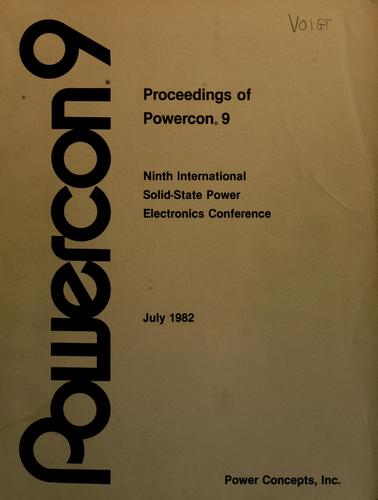 VOIGT
Powercon 9
Proceedings of
Powercon 9
Ninth International
Solid-State Power
Electronics Conference
July 1982
Power Concepts, Inc.